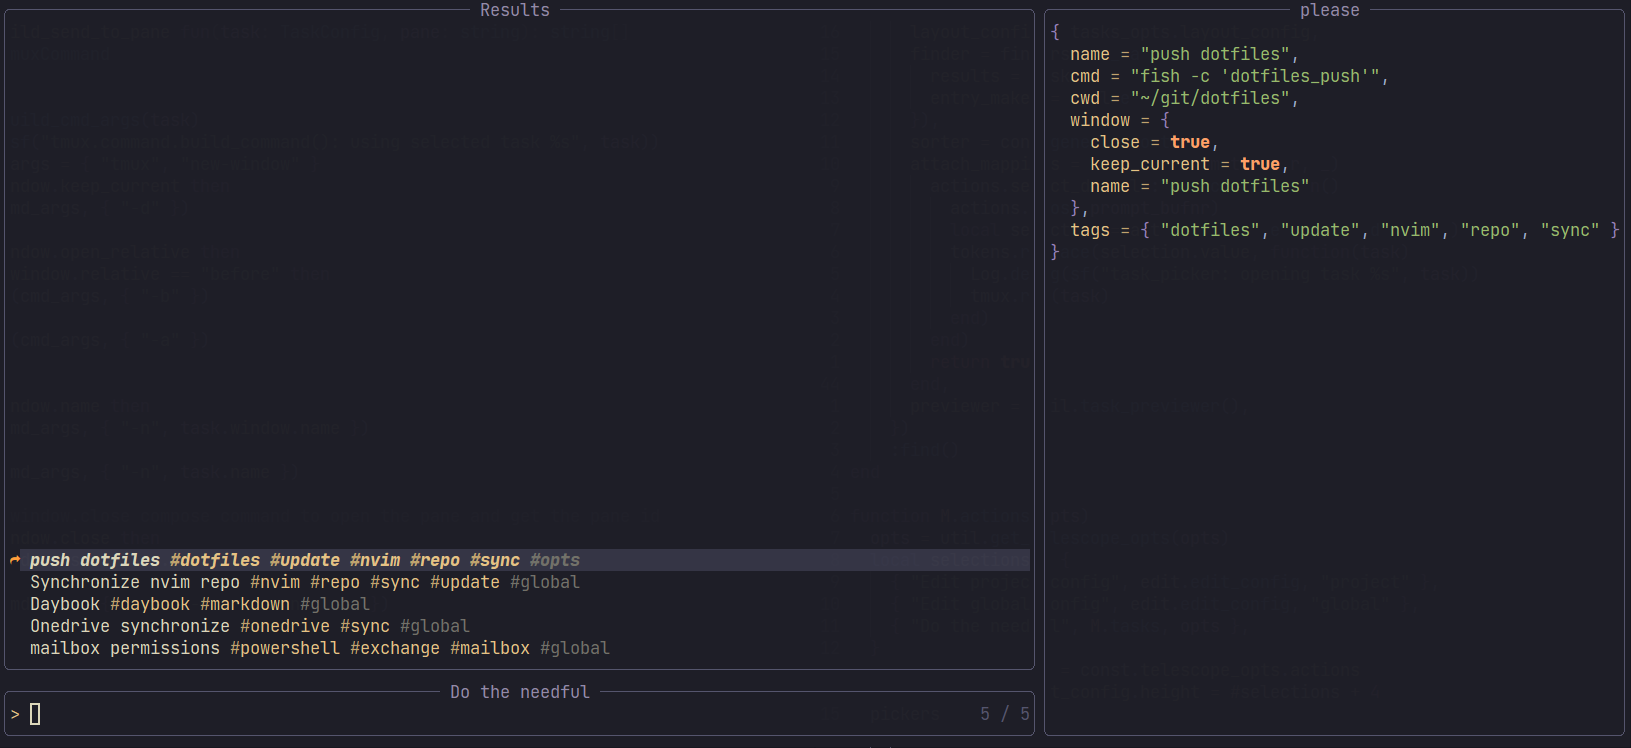 Results
push dotfiles #dotfiles #update #nvim #repo #sync #opts
Synchronize nvim repo #nvim #repo #sync #update #global
Daybook #daybook #markdown #global
Onedrive synchronize #onedrive #sync #global
mailbox permissions #powershell #exchange #mailbox #global
Do the needful
>
5 / 5
please
{
  name = "push dotfiles",
  cmd = "fish -c 'dotfiles_push'",
  cwd = "~/git/dotfiles",
  window = {
    close = true,
    keep_current = true,
    name = "push dotfiles"
  },
  tags = { "dotfiles", "update", "nvim", "repo", "sync" }
}